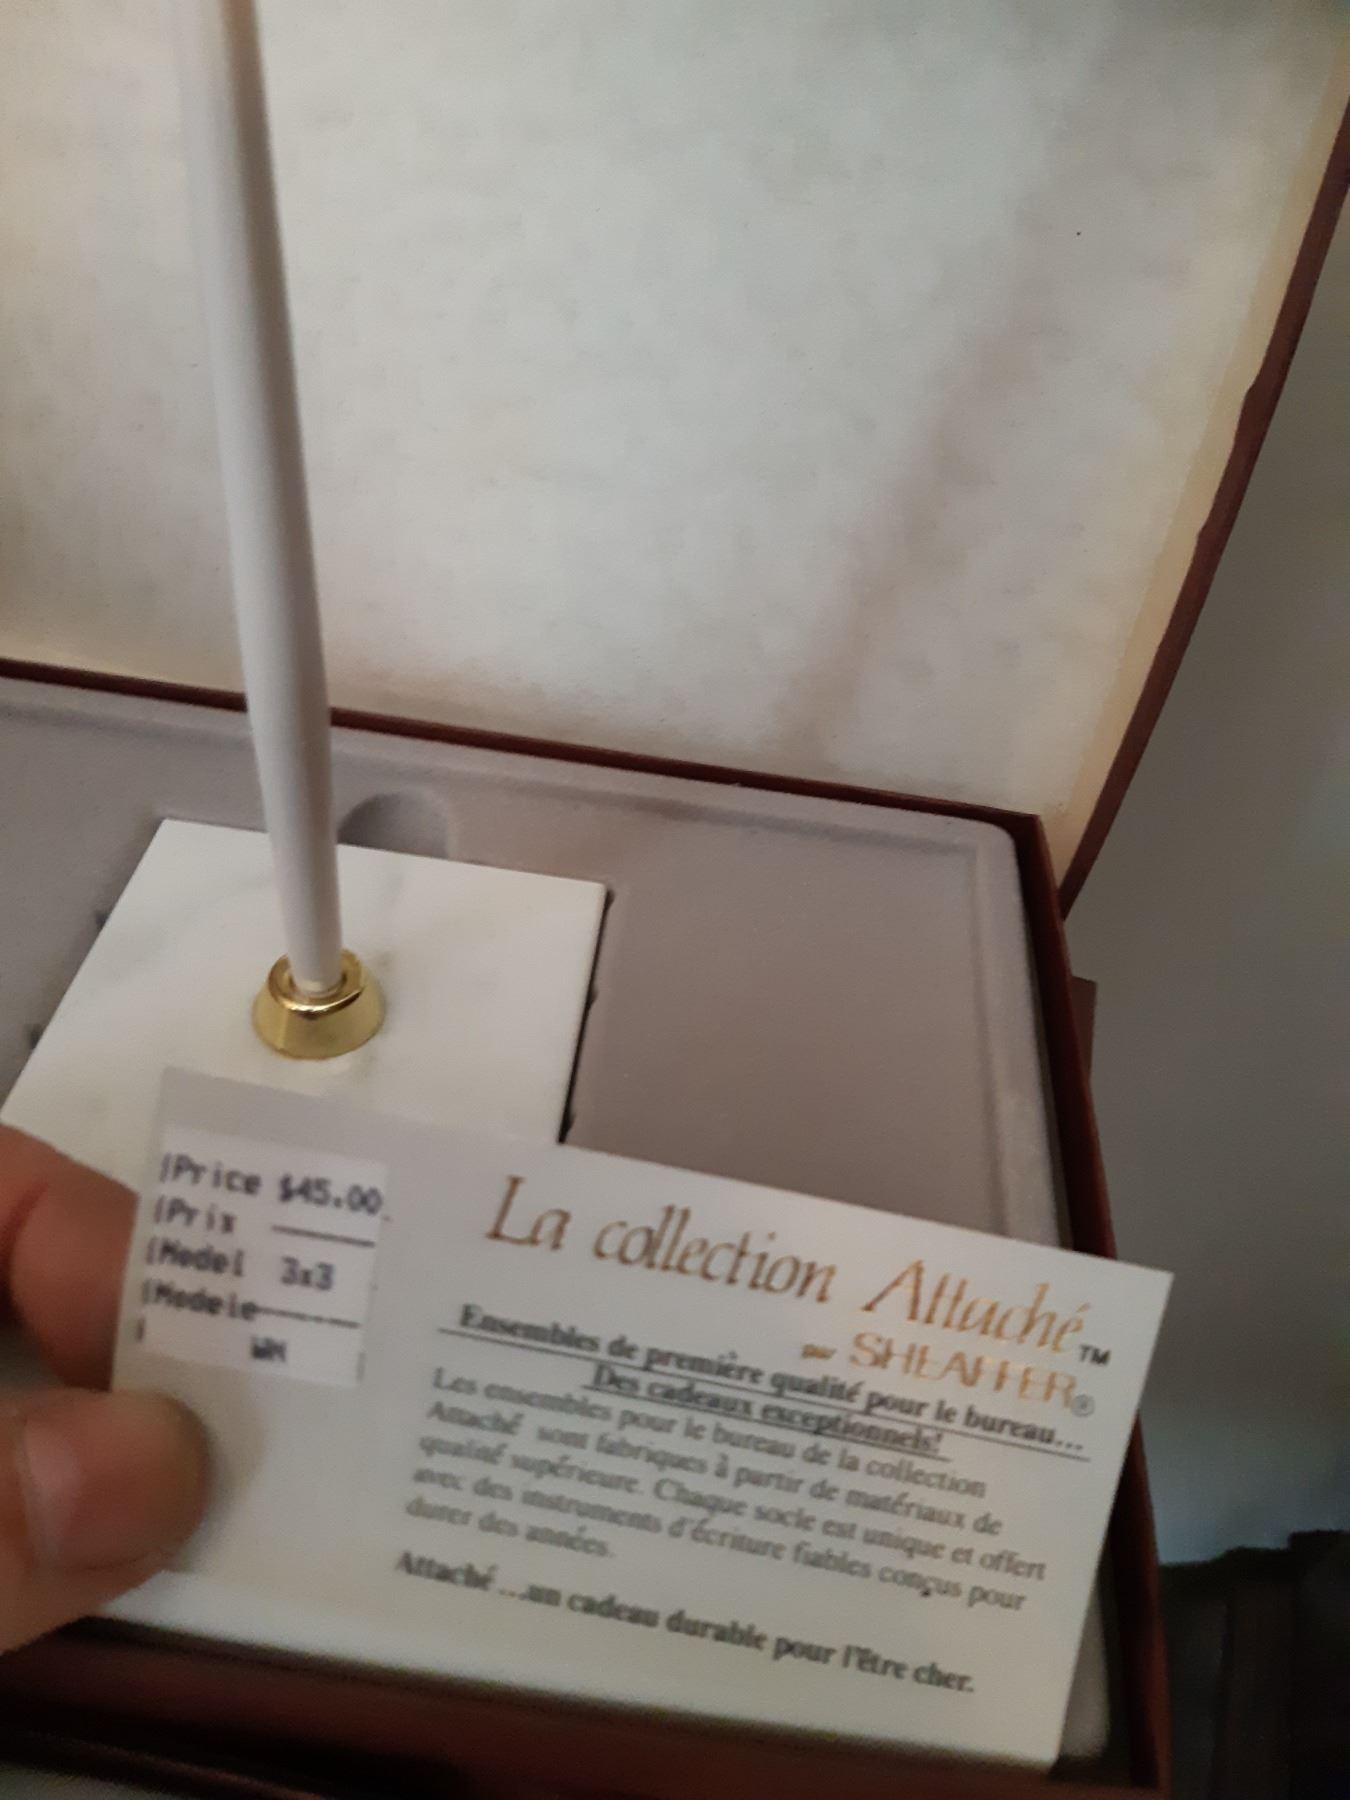 Price $45.00
Prix
Model 3x3
Modele
WM
La collection Attaché™
par SHEAFFER®
Ensembles de première qualité pour le bureau...
Des cadeaux exceptionnels!
Les ensembles pour le bureau de la collection
Attaché sont fabriques à partir de matériaux de
qualité supérieure. Chaque socle est unique et offert
avec des instruments d'écriture fiables conçus pour
durer des années.
Attaché ...un cadeau durable pour l'être cher.